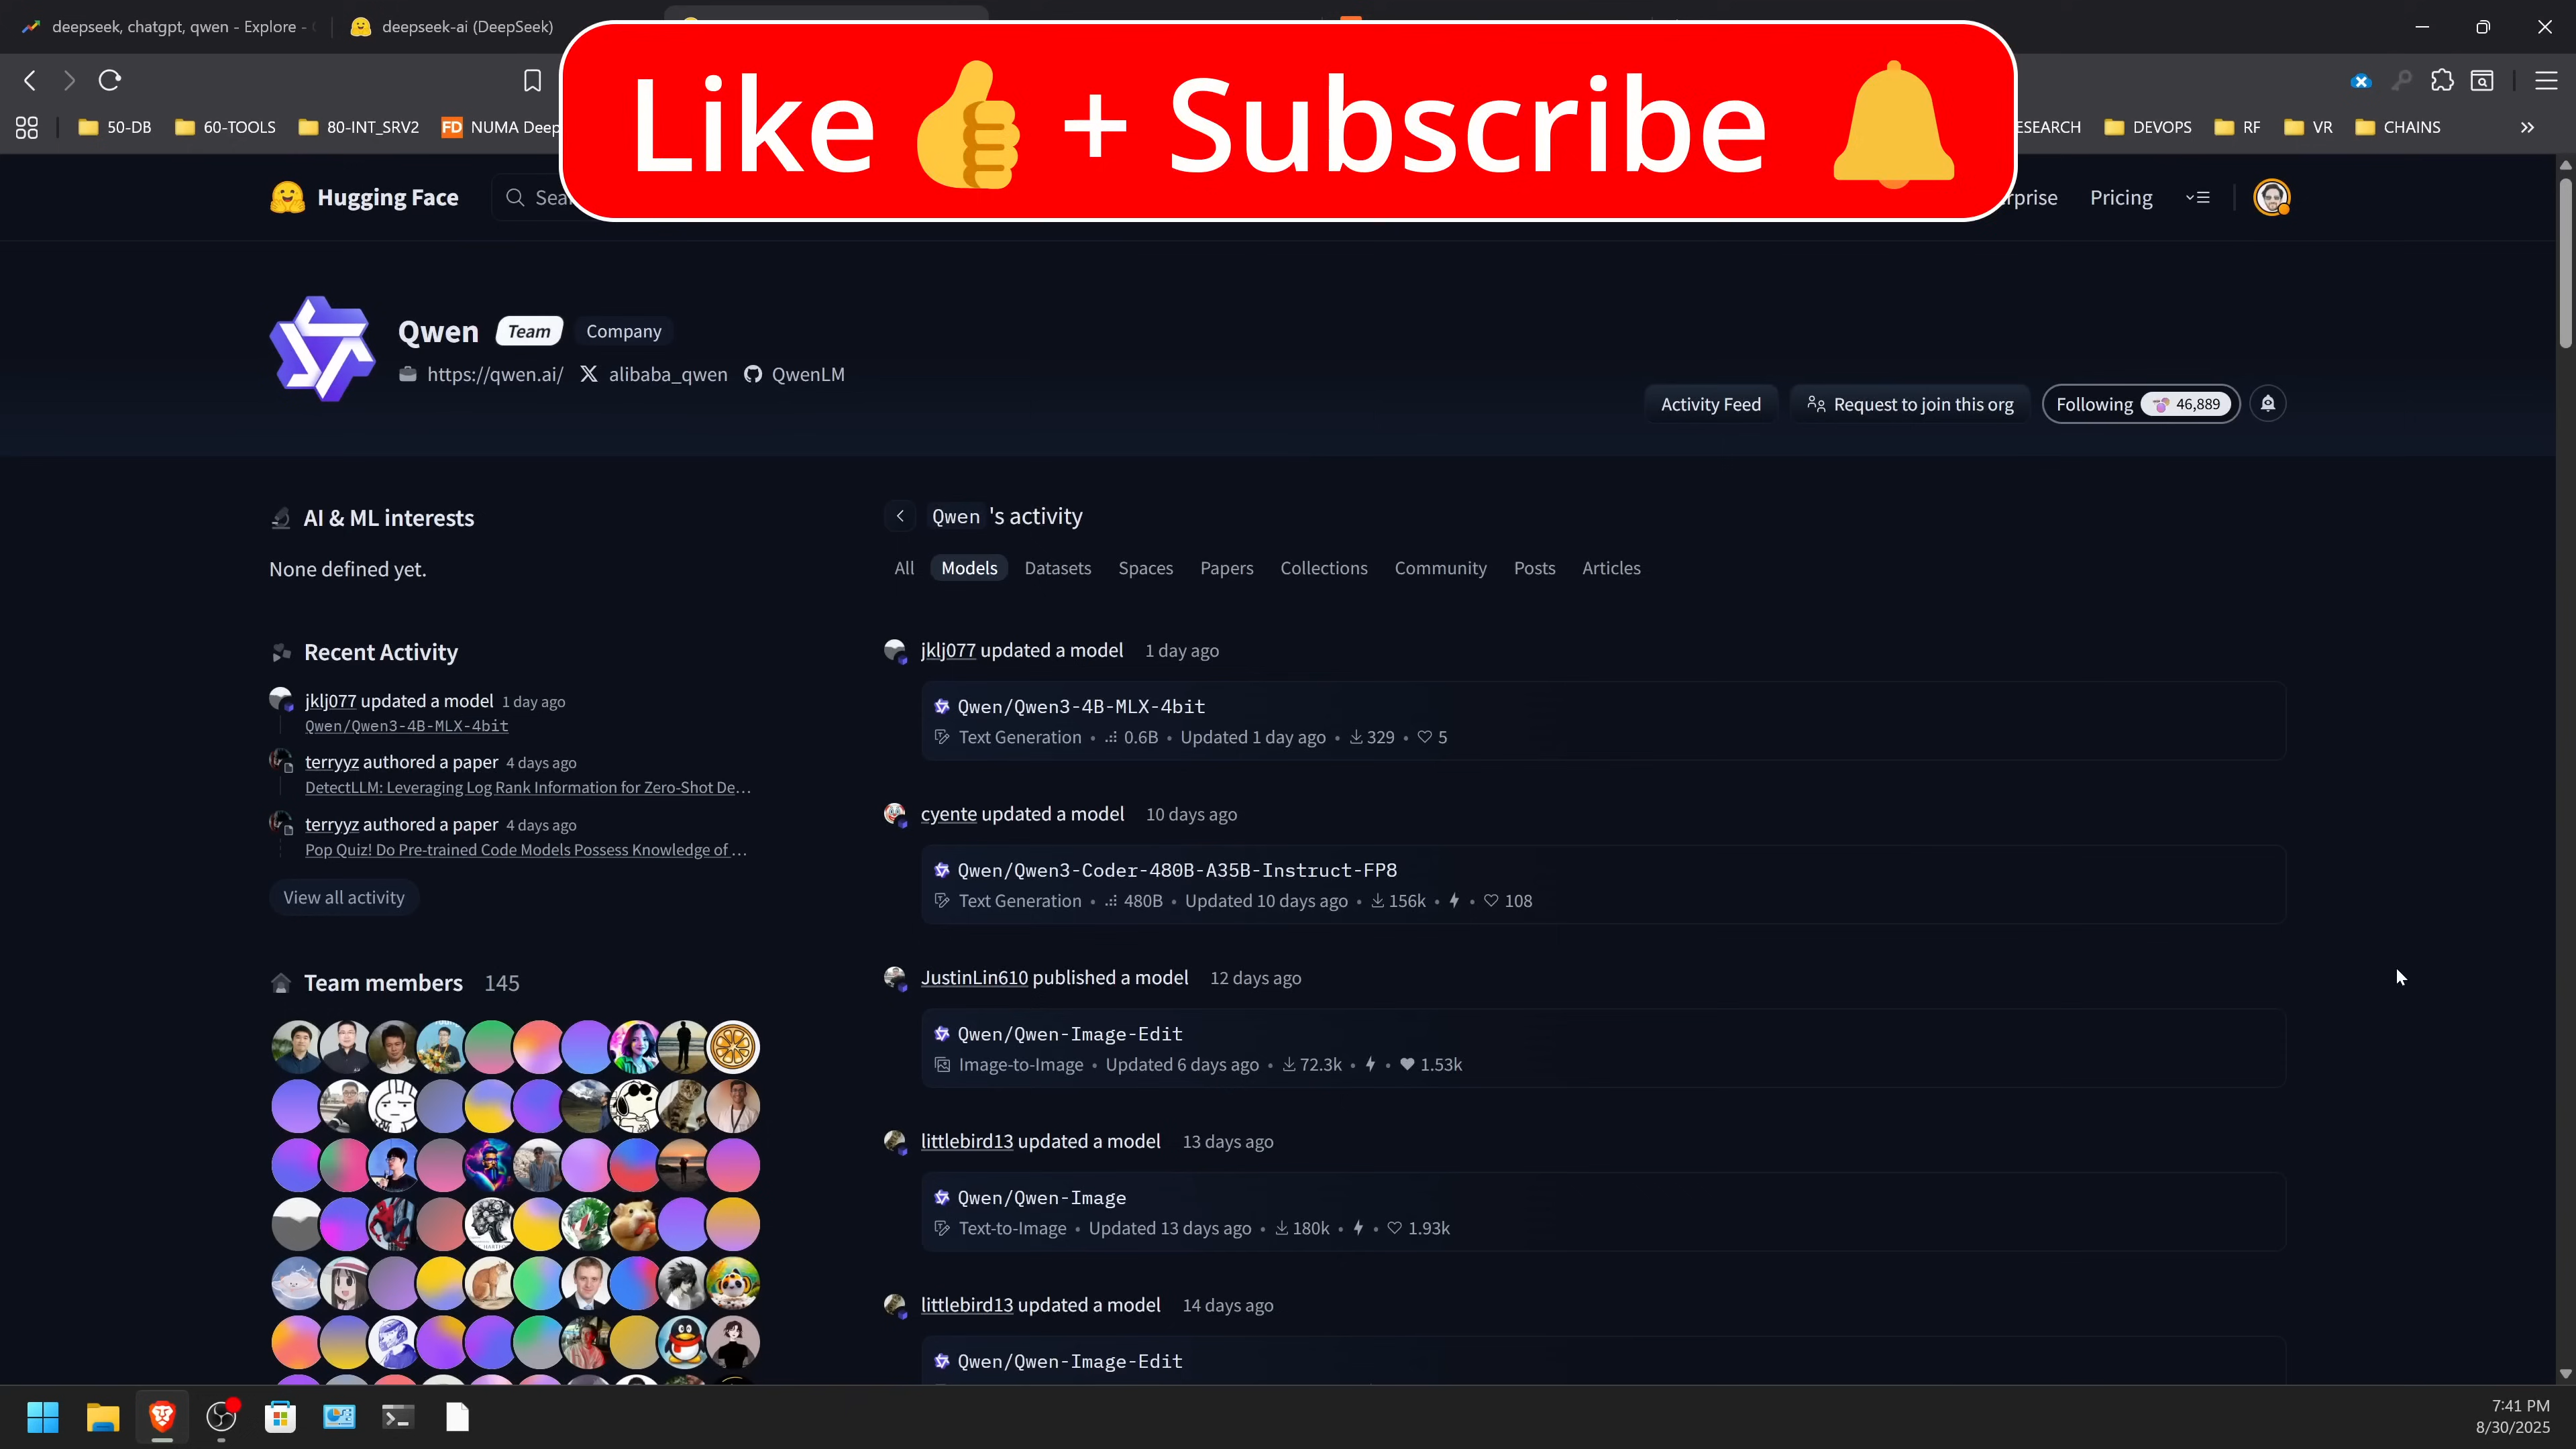 deepseek, chatgpt, qwen - Explore -
deepseek-ai (DeepSeek)
Like 👍 + Subscribe 🔔
50-DB
60-TOOLS
80-INT_SRV2
FD NUMA Deep
ESEARCH
DEVOPS
RF
VR
CHAINS
Hugging Face
Sea
rprise
Pricing
Qwen Team Company
https://qwen.ai/ alibaba_qwen QwenLM
Activity Feed
Request to join this org
Following 46,889
AI & ML interests
None defined yet.
Recent Activity
jklj077 updated a model 1 day ago
Qwen/Qwen3-4B-MLX-4bit
terryyz authored a paper 4 days ago
DetectLLM: Leveraging Log Rank Information for Zero-Shot De...
terryyz authored a paper 4 days ago
Pop Quiz! Do Pre-trained Code Models Possess Knowledge of ...
View all activity
Team members 145
Qwen 's activity
All Models Datasets Spaces Papers Collections Community Posts Articles
jklj077 updated a model 1 day ago
Qwen/Qwen3-4B-MLX-4bit
Text Generation • 0.6B • Updated 1 day ago • 329 • 5
cyente updated a model 10 days ago
Qwen/Qwen3-Coder-480B-A35B-Instruct-FP8
Text Generation • 480B • Updated 10 days ago • 156k • • 108
JustinLin610 published a model 12 days ago
Qwen/Qwen-Image-Edit
Image-to-Image • Updated 6 days ago • 72.3k • • 1.53k
littlebird13 updated a model 13 days ago
Qwen/Qwen-Image
Text-to-Image • Updated 13 days ago • 180k • • 1.93k
littlebird13 updated a model 14 days ago
Qwen/Qwen-Image-Edit
7:41 PM
8/30/2025